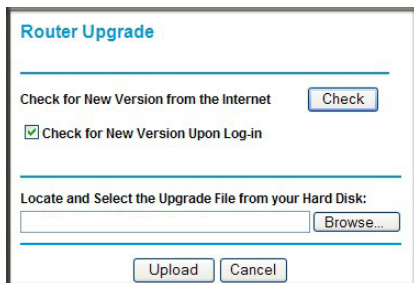 Router Upgrade
Check for New Version from the Internet Check
Check for New Version Upon Log-in
Locate and Select the Upgrade File from your Hard Disk:
Browse...
Upload Cancel